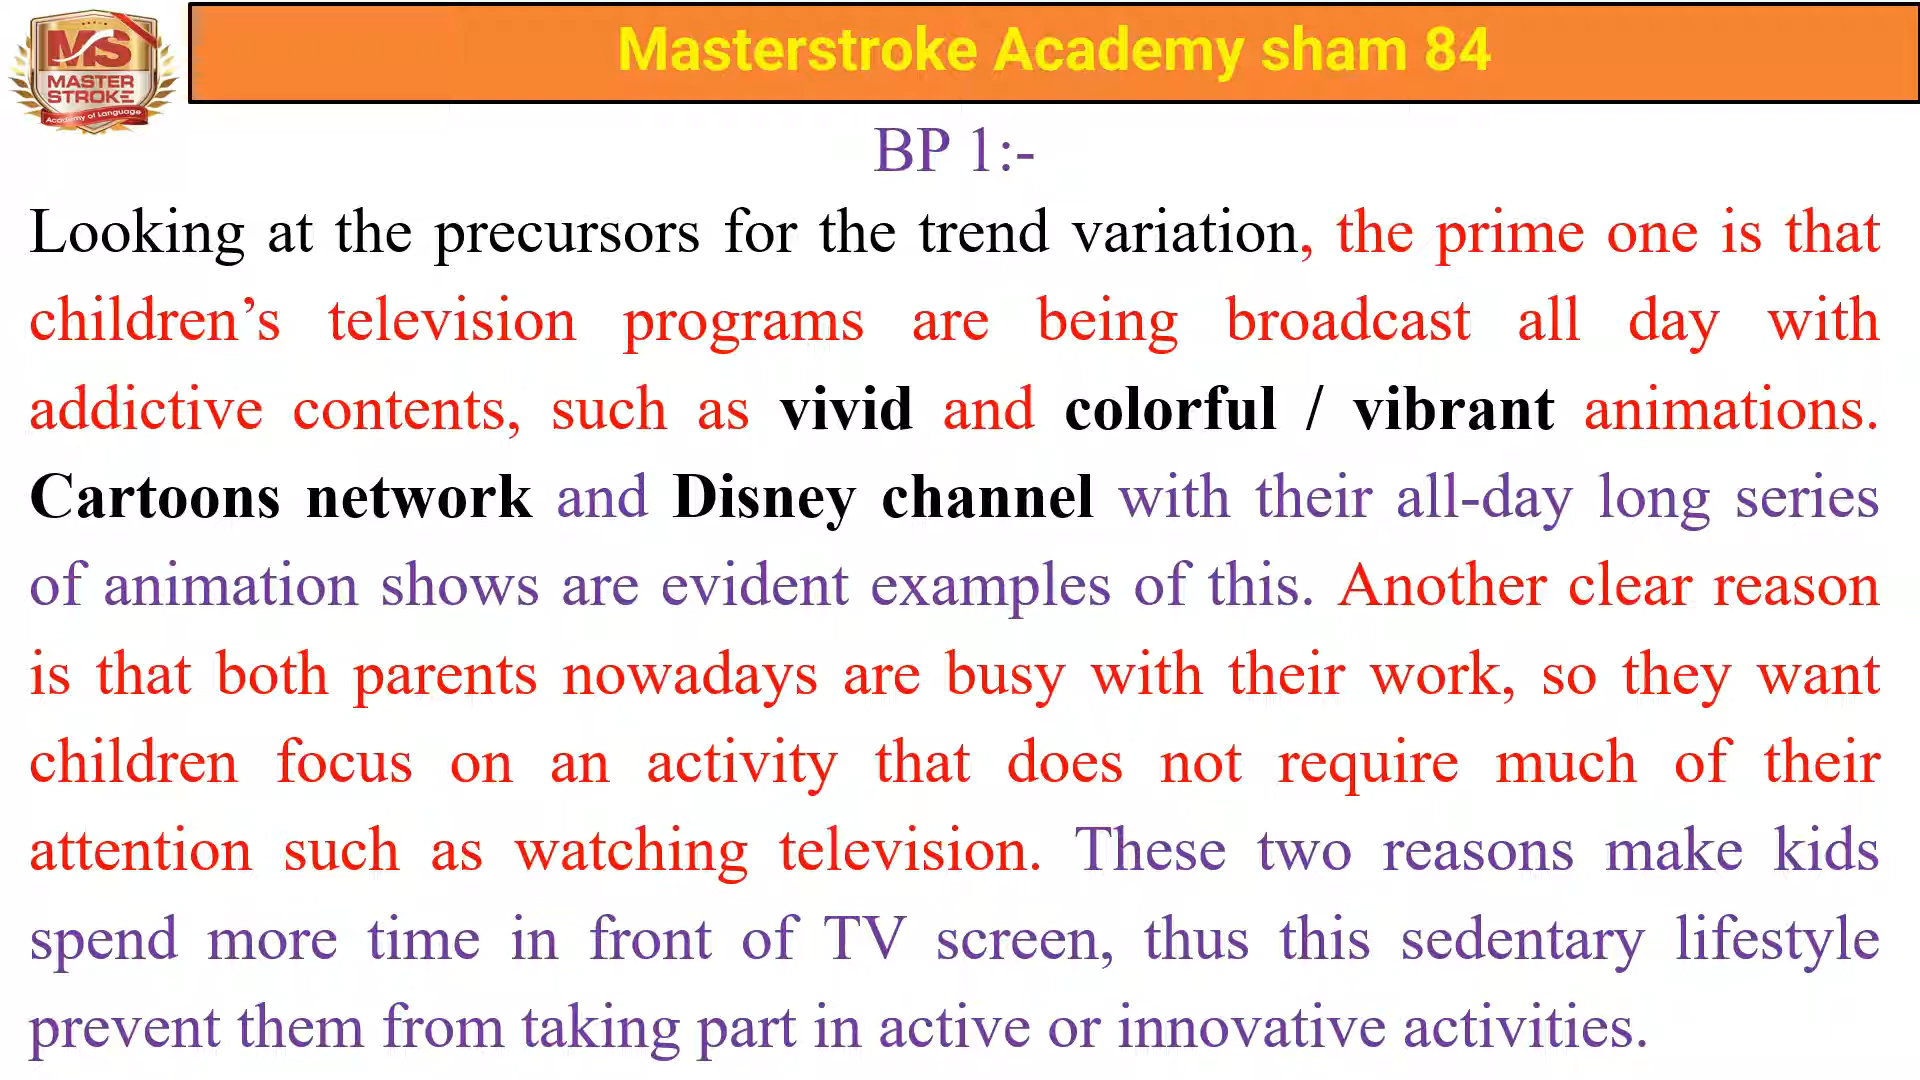 MS
MASTER
STROKE
Academy of Language
Masterstroke Academy sham 84
BP 1:-
Looking at the precursors for the trend variation, the prime one is that
children’s television programs are being broadcast all day with
addictive contents, such as vivid and colorful / vibrant animations.
Cartoons network and Disney channel with their all-day long series
of animation shows are evident examples of this. Another clear reason
is that both parents nowadays are busy with their work, so they want
children focus on an activity that does not require much of their
attention such as watching television. These two reasons make kids
spend more time in front of TV screen, thus this sedentary lifestyle
prevent them from taking part in active or innovative activities.